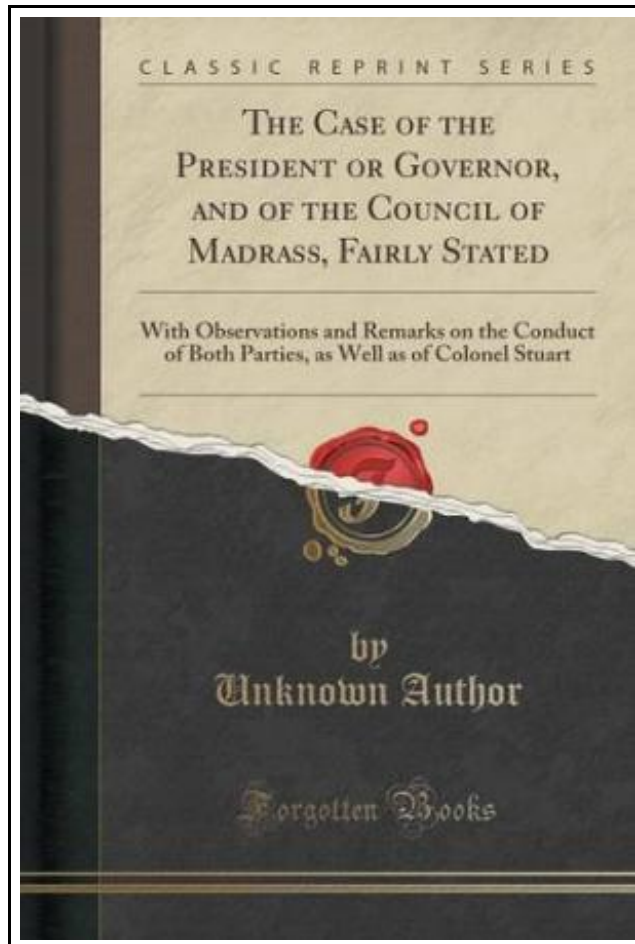 CLASSIC REPRINT SERIES
THE CASE OF THE
PRESIDENT OR GOVERNOR,
AND OF THE COUNCIL OF
MADRASS, FAIRLY STATED
With Observations and Remarks on the Conduct
of Both Parties, as Well as of Colonel Stuart
by
Unknown Author
Forgotten Books